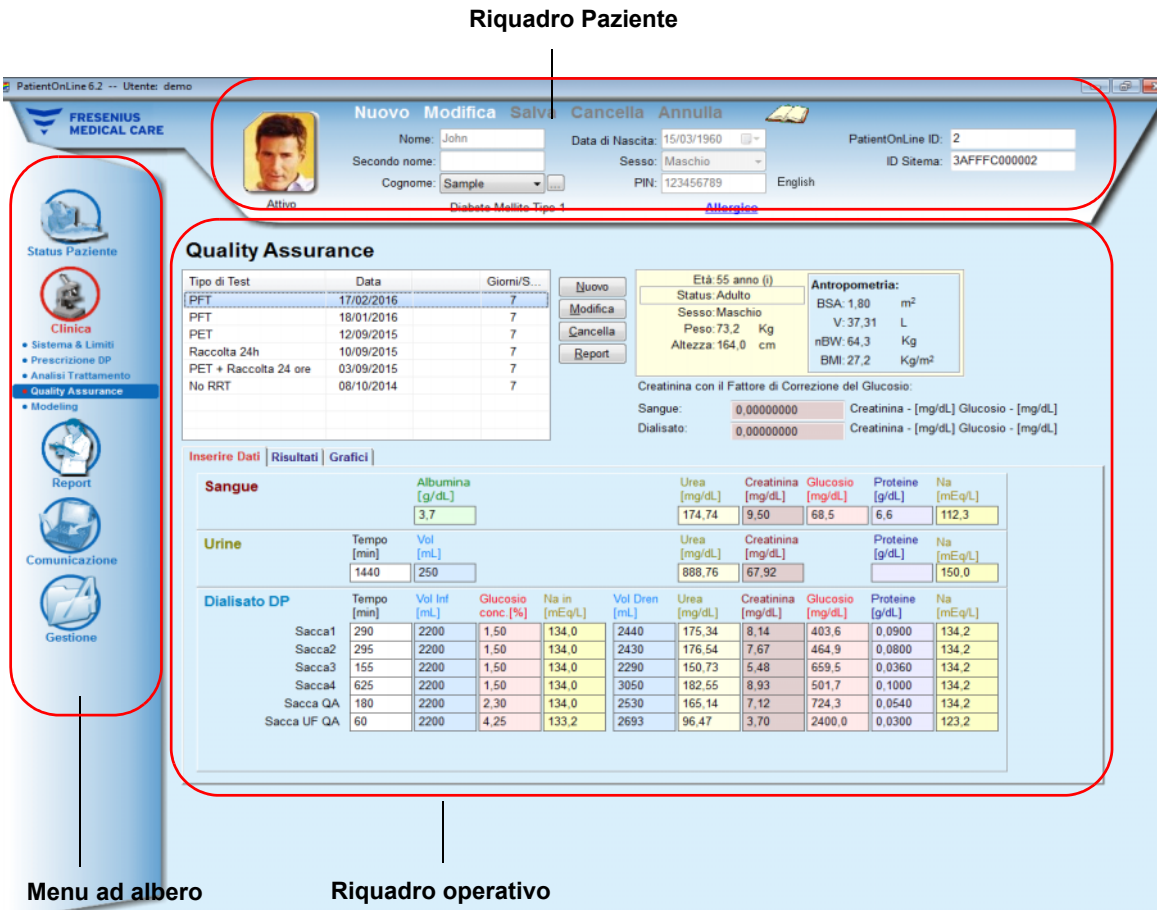 Riquadro Paziente
PatientOnLine 6.2 -- Utente: demo
FRESENIUS
MEDICAL CARE
Nuovo Modifica Salva Cancella Annulla
Nome: John Data di Nascita: 15/03/1960 PatientOnLine ID: 2
Secondo nome: Sesso: Maschio ID Sitema: 3AFFFC000002
Cognome: Sample ... PIN: 123456789 English
Attivo Diabete Mellito Tipo 1 Allergico
Status Paziente
Clinica
• Sistema & Limiti
• Prescrizione DP
• Analisi Trattamento
• Quality Assurance
• Modeling
Report
Comunicazione
Gestione
Quality Assurance
Tipo di Test Data Giorni/S...
PFT 17/02/2016 7
PFT 18/01/2016 7
PET 12/09/2015 7
Raccolta 24h 10/09/2015 7
PET + Raccolta 24 ore 03/09/2015 7
No RRT 08/10/2014 7
Nuovo
Modifica
Cancella
Report
Età: 55 anno (i)
Status: Adulto
Sesso: Maschio
Peso: 73,2 Kg
Altezza: 164,0 cm
Antropometria:
BSA: 1,80 m²
V: 37,31 L
nBW: 64,3 Kg
BMI: 27,2 Kg/m²
Creatinina con il Fattore di Correzione del Glucosio:
Sangue: 0,00000000 Creatinina - [mg/dL] Glucosio - [mg/dL]
Dialisato: 0,00000000 Creatinina - [mg/dL] Glucosio - [mg/dL]
Inserire Dati Risultati Grafici
Sangue Albumina Urea Creatinina Glucosio Proteine Na
[g/dL] [mg/dL] [mg/dL] [mg/dL] [g/dL] [mEq/L]
3,7 174,74 9,50 68,5 6,6 112,3
Urine Tempo Vol Urea Creatinina Proteine Na
[min] [mL] [mg/dL] [mg/dL] [g/dL] [mEq/L]
1440 250 888,76 67,92 150,0
Dialisato DP Tempo Vol Inf Glucosio Na in Vol Dren Urea Creatinina Glucosio Proteine Na
[min] [mL] conc.[%] [mEq/L] [mL] [mg/dL] [mg/dL] [mg/dL] [g/dL] [mEq/L]
Sacca1 290 2200 1,50 134,0 2440 175,34 8,14 403,6 0,0900 134,2
Sacca2 295 2200 1,50 134,0 2430 176,54 7,67 464,9 0,0800 134,2
Sacca3 155 2200 1,50 134,0 2290 150,73 5,48 659,5 0,0360 134,2
Sacca4 625 2200 1,50 134,0 3050 182,55 8,93 501,7 0,1000 134,2
Sacca QA 180 2200 2,30 134,0 2530 165,14 7,12 724,3 0,0540 134,2
Sacca UF QA 60 2200 4,25 133,2 2693 96,47 3,70 2400,0 0,0300 123,2
Menu ad albero
Riquadro operativo